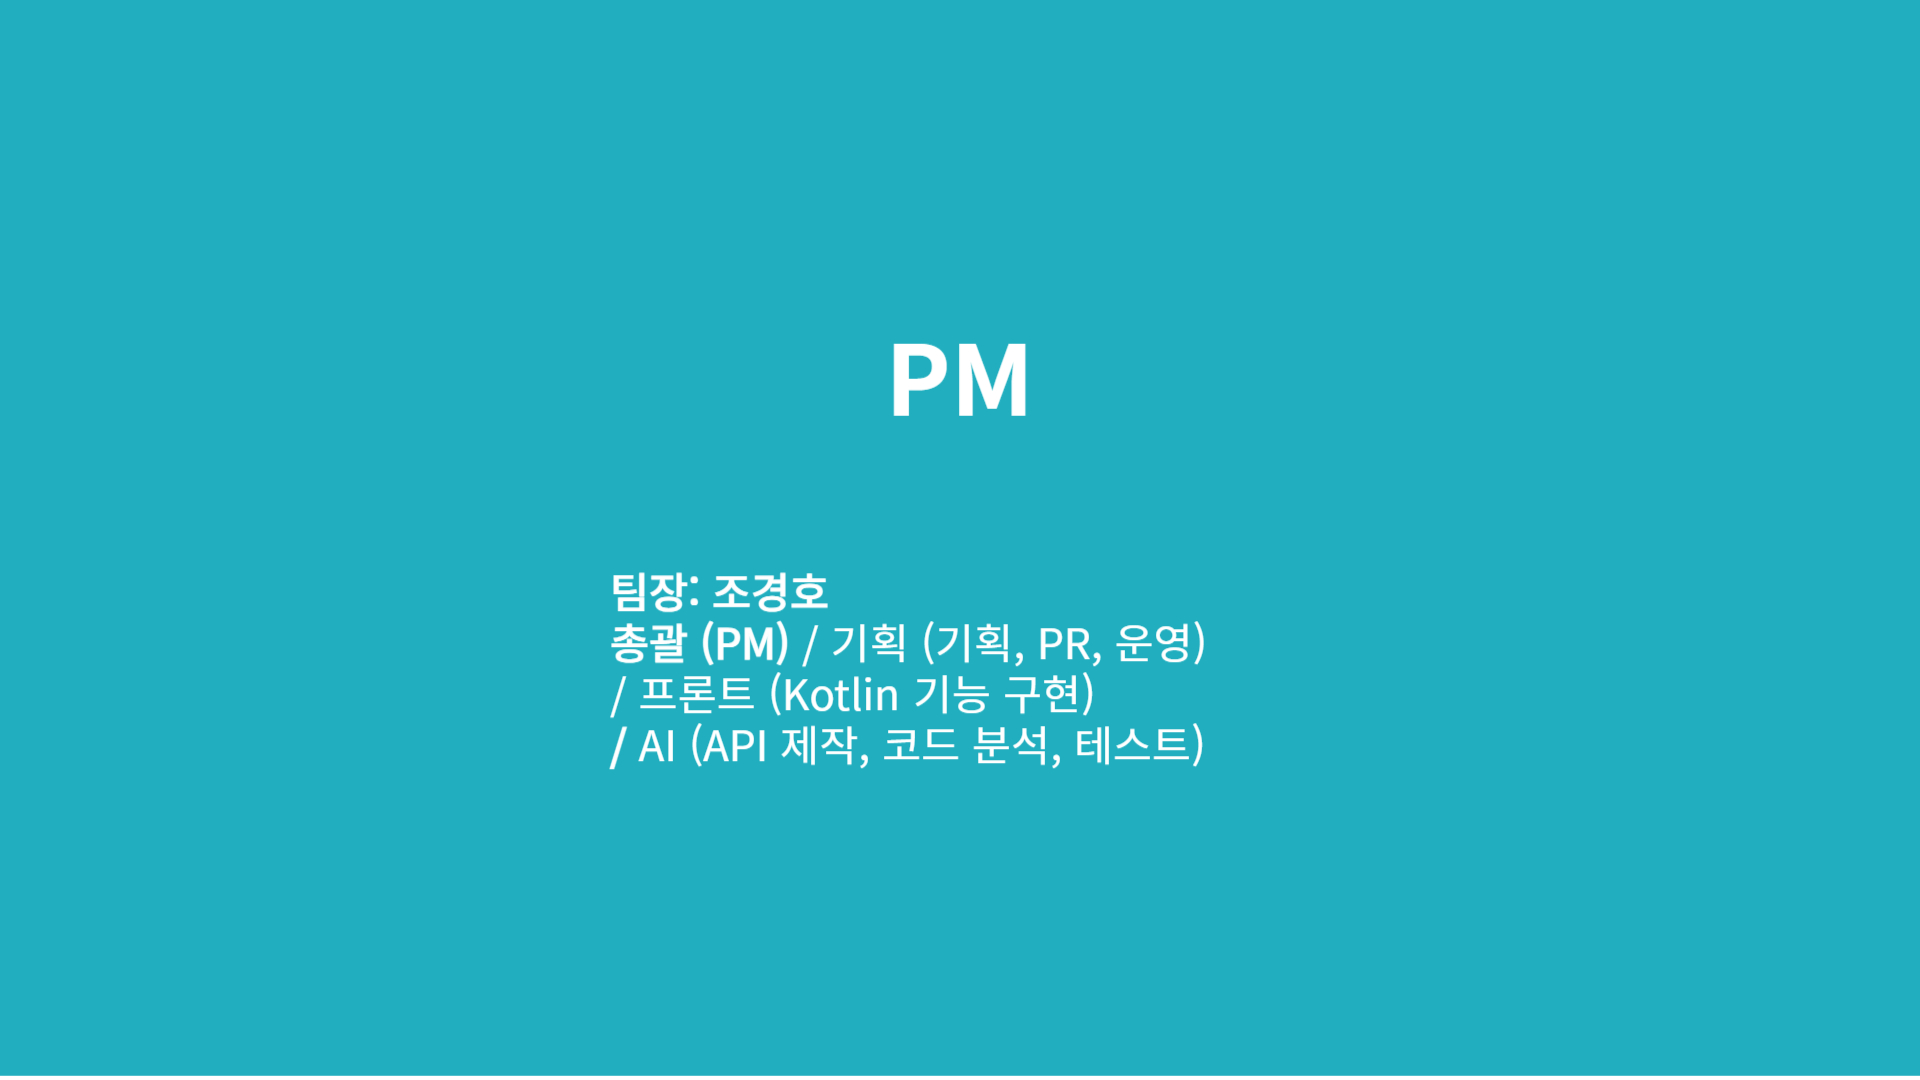 PM
팀장: 조경호
총괄 (PM) / 기획 (기획, PR, 운영)
/ 프론트 (Kotlin 기능 구현)
/ AI (API 제작, 코드 분석, 테스트)